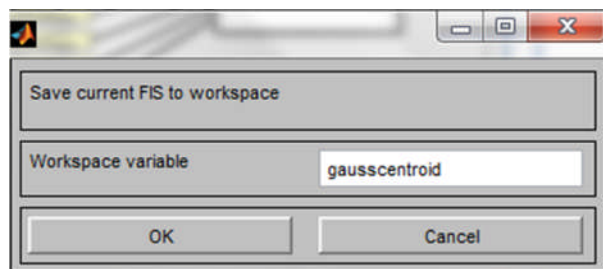 Save current FIS to workspace
Workspace variable
gausscentroid
OK
Cancel